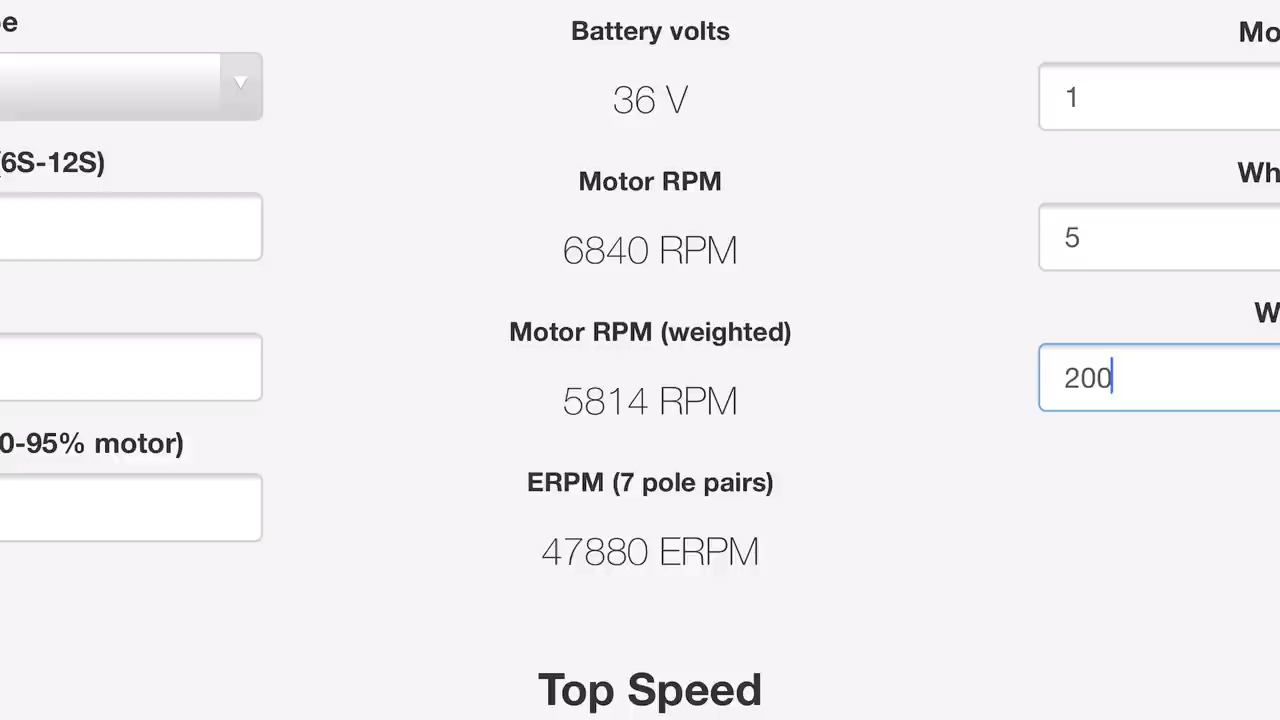 e
Battery volts
Mo
36 V
1
(6S-12S)
Motor RPM
Wh
6840 RPM
5
Motor RPM (weighted)
W
5814 RPM
200
0-95% motor)
ERPM (7 pole pairs)
47880 ERPM
Top Speed